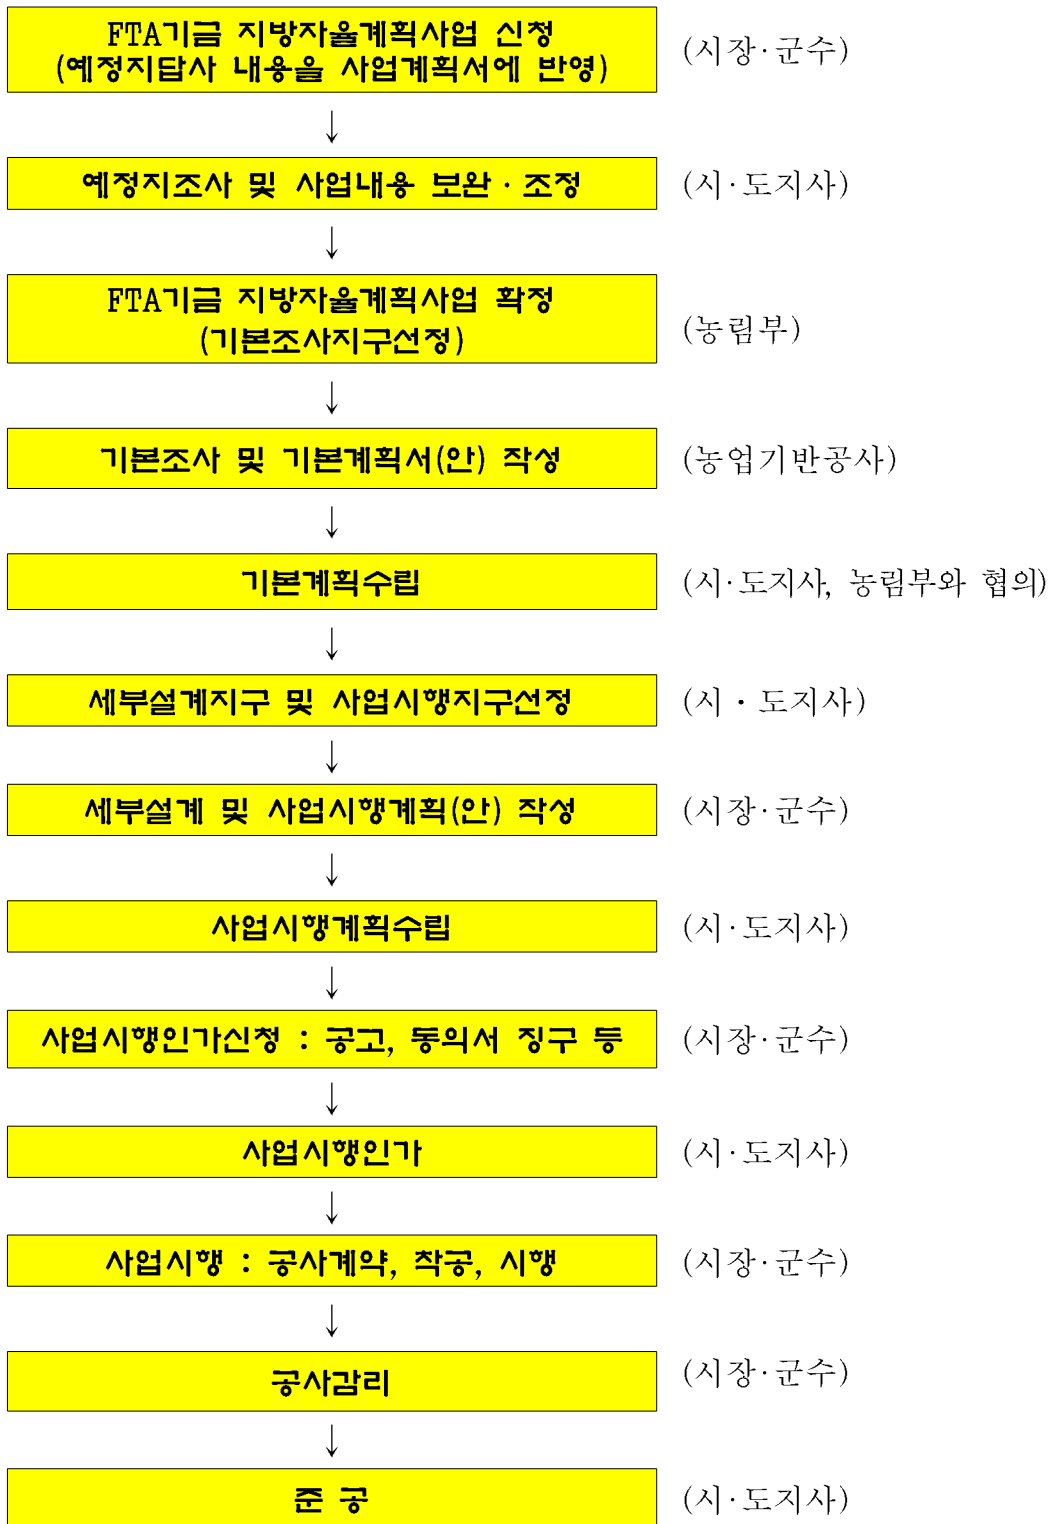 FTA기금 지방자율계획사업 신청
(예정지답사 내용을 사업계획서에 반영)
(시장·군수)
↓
예정지조사 및 사업내용 보완·조정
(시·도지사)
↓
FTA기금 지방자율계획사업 확정
(기본조사지구선정)
(농림부)
↓
기본조사 및 기본계획서(안) 작성
(농업기반공사)
↓
기본계획수립
(시·도지사, 농림부와 협의)
↓
세부설계지구 및 사업시행지구선정
(시·도지사)
↓
세부설계 및 사업시행계획(안) 작성
(시장·군수)
↓
사업시행계획수립
(시·도지사)
↓
사업시행인가신청 : 공고, 동의서 징구 등
(시장·군수)
↓
사업시행인가
(시·도지사)
↓
사업시행 : 공사계약, 착공, 시행
(시장·군수)
↓
공사감리
(시장·군수)
↓
준 공
(시·도지사)